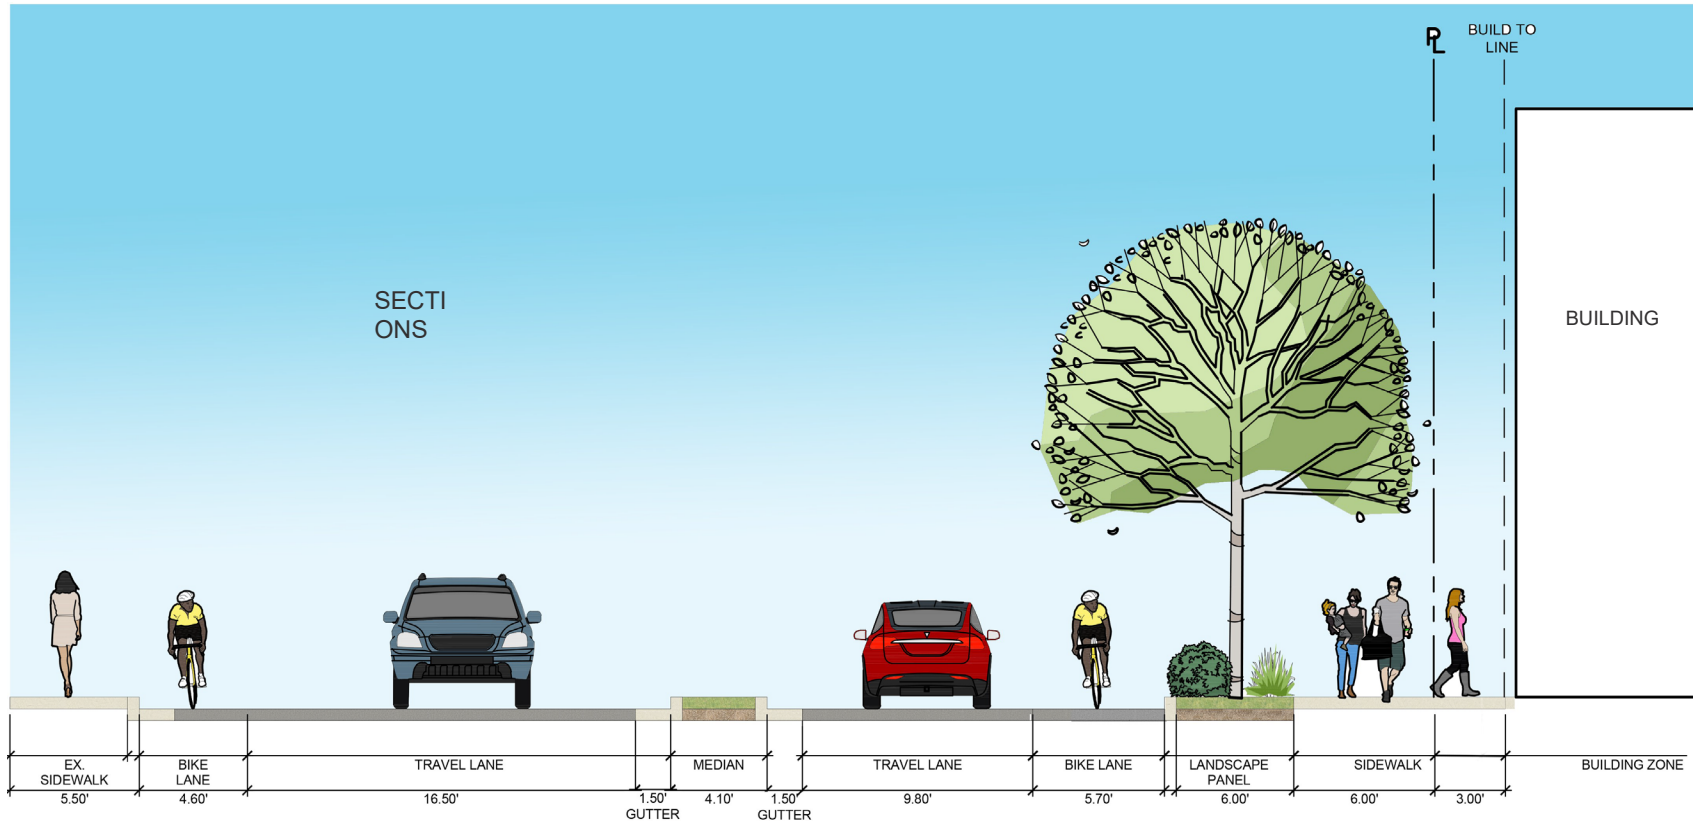 PL
BUILD TO
LINE
SECTI
ONS
BUILDING
EX.
SIDEWALK
BIKE
LANE
TRAVEL LANE
MEDIAN
TRAVEL LANE
BIKE LANE
LANDSCAPE
PANEL
SIDEWALK
BUILDING ZONE
5.50'
4.60'
16.50'
1.50'
GUTTER
4.10'
1.50'
GUTTER
9.80'
5.70'
6.00'
6.00'
3.00'